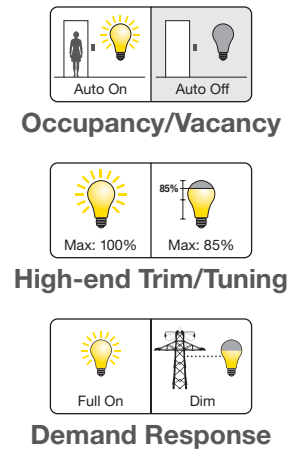 Auto On
Auto Off
Occupancy/Vacancy
85%
Max: 100%
Max: 85%
High-end Trim/Tuning
Full On
Dim
Demand Response